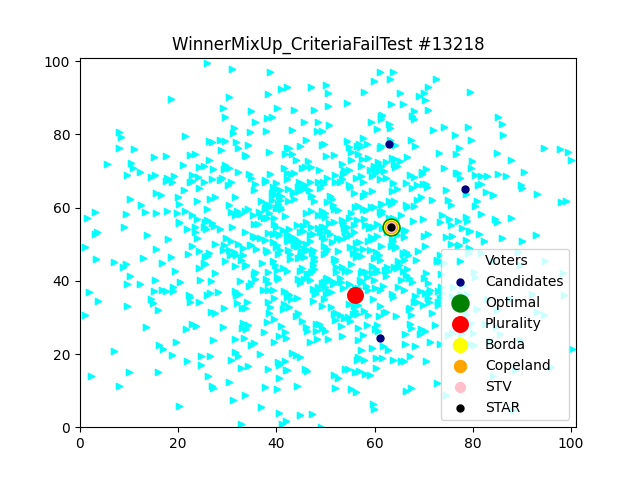 WinnerMixUp_CriteriaFailTest #13218
100
80
60
40
20
0
0
20
40
60
80
100
Voters
Candidates
Optimal
Plurality
Borda
Copeland
STV
STAR